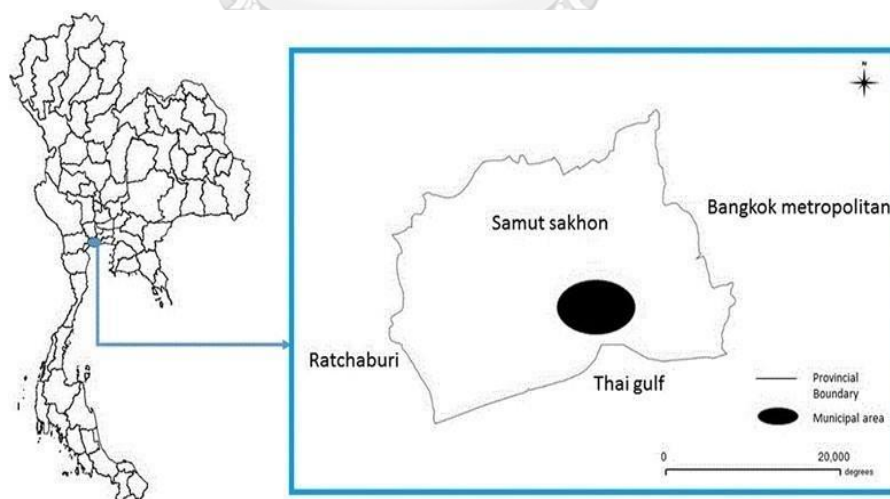 N
Bangkok metropolitan
Samut sakhon
Ratchaburi
Thai gulf
Provincial
Boundary
Municipal area
0 20,000
degrees